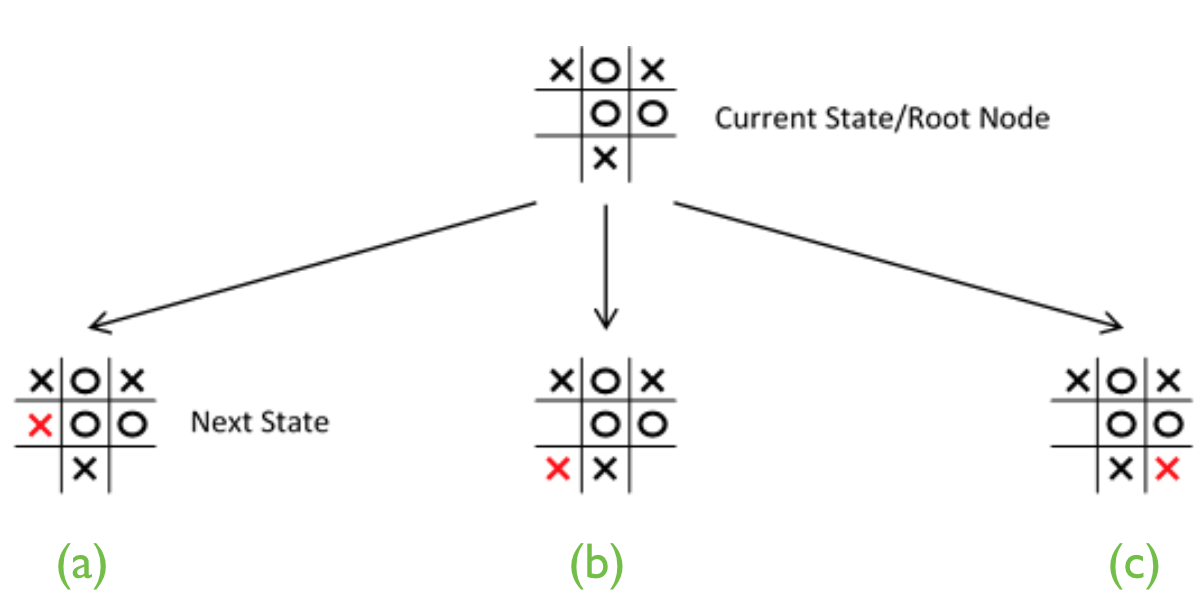 X O X
O O
X
Current State/Root Node
X O X
X O O
X
Next State
X O X
O O
X X
X O X
O O
X X
(a)
(b)
(c)